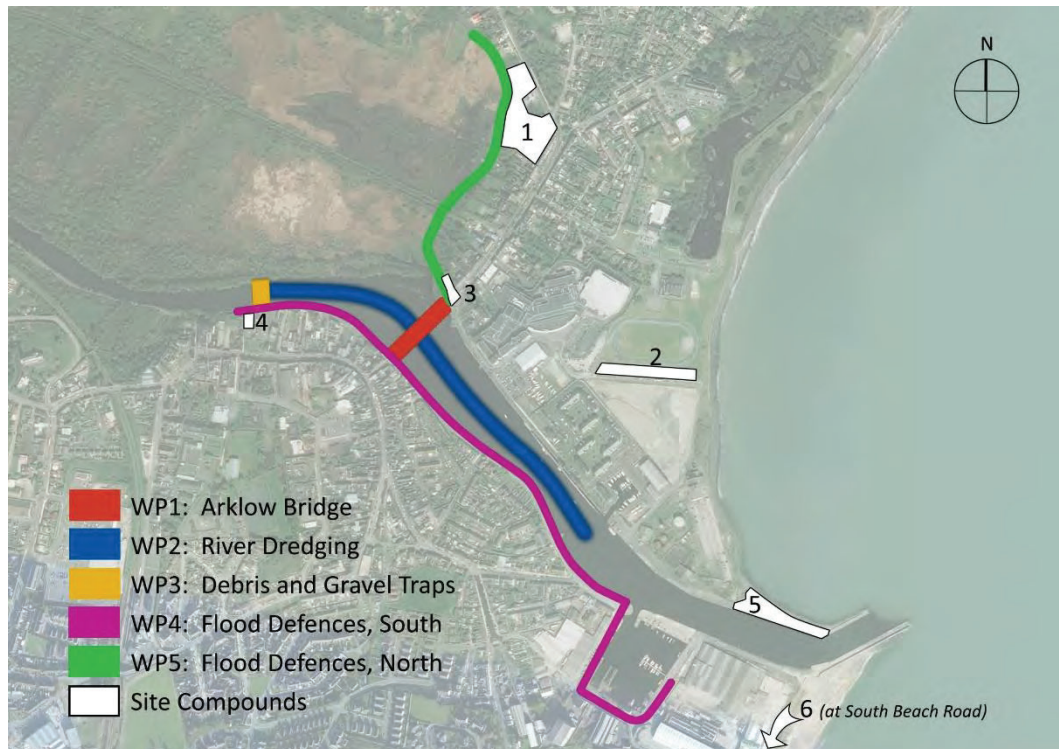 N
1
3
2
4
5
6 (at South Beach Road)
WP1: Arklow Bridge
WP2: River Dredging
WP3: Debris and Gravel Traps
WP4: Flood Defences, South
WP5: Flood Defences, North
Site Compounds